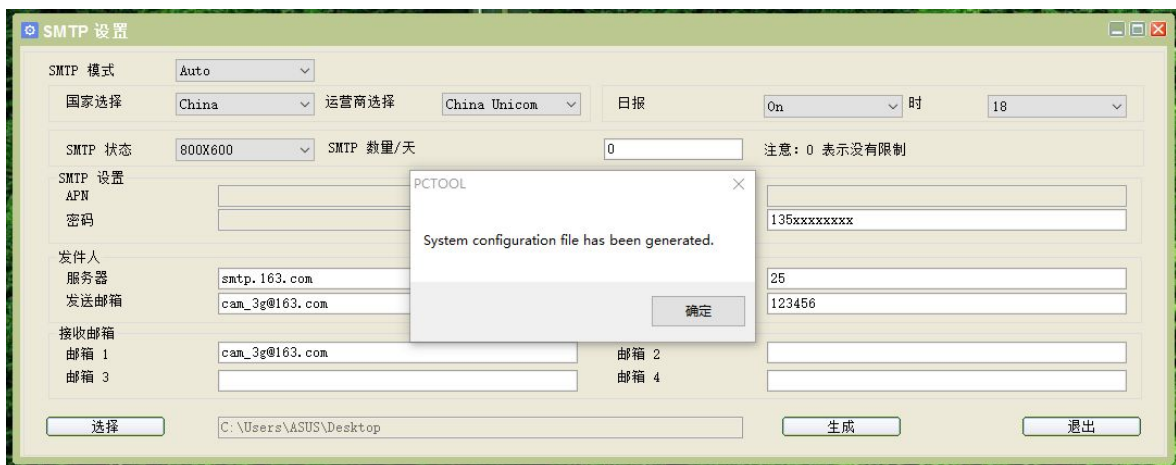 SMTP 设置
SMTP 模式 Auto
国家选择 China 运营商选择 China Unicom 日报 On 时 18
SMTP 状态 800X600 SMTP 数量/天 0 注意: 0 表示没有限制
SMTP 设置
PCTOOL
APN
密码 135xxxxxxxx
System configuration file has been generated.
发件人
服务器 smtp.163.com 25
发送邮箱 cam_3g@163.com 123456
确定
接收邮箱
邮箱 1 cam_3g@163.com 邮箱 2
邮箱 3 邮箱 4
选择 C:\Users\ASUS\Desktop 生成 退出